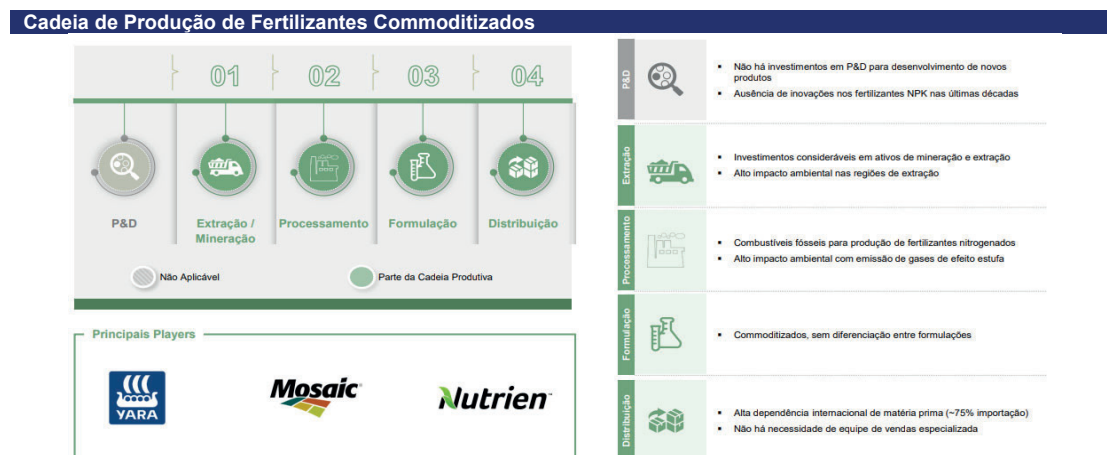 Cadeia de Produção de Fertilizantes Commoditizados
01 02 03 04
P&D
Extração /
Mineração
Processamento
Formulação
Distribuição
Não Aplicável
Parte da Cadeia Produtiva
Principais Players
YARA
Mosaic
Nutrien
P&D
▪ Não há investimentos em P&D para desenvolvimento de novos
produtos
▪ Ausência de inovações nos fertilizantes NPK nas últimas décadas
Extração
▪ Investimentos consideráveis em ativos de mineração e extração
▪ Alto impacto ambiental nas regiões de extração
Processamento
▪ Combustíveis fósseis para produção de fertilizantes nitrogenados
▪ Alto impacto ambiental com emissão de gases de efeito estufa
Formulação
▪ Commoditizados, sem diferenciação entre formulações
Distribuição
▪ Alta dependência internacional de matéria prima (~75% importação)
▪ Não há necessidade de equipe de vendas especializada